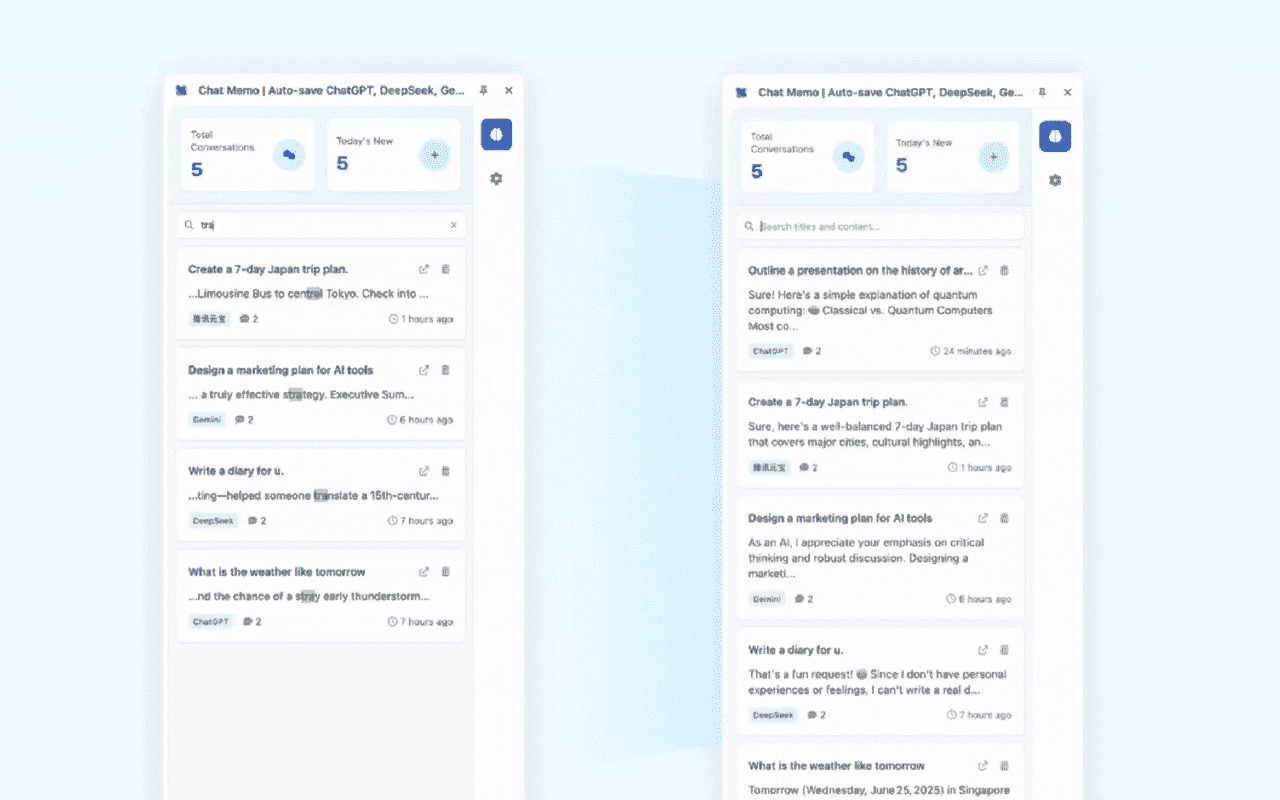 Chat Memo | Auto-save ChatGPT, DeepSeek, Ge...
Total
Conversations
5
Today's New
5
tra
Create a 7-day Japan trip plan.
...Limousine Bus to central Tokyo. Check into ...
腾讯元宝
2
1 hours ago
Design a marketing plan for AI tools
... a truly effective strategy. Executive Sum...
Gemini
2
6 hours ago
Write a diary for u.
...ting—helped someone translate a 15th-centur...
DeepSeek
2
7 hours ago
What is the weather like tomorrow
...nd the chance of a stray early thunderstorm...
ChatGPT
2
7 hours ago
Chat Memo | Auto-save ChatGPT, DeepSeek, Ge...
Total
Conversations
5
Today's New
5
Search titles and content...
Outline a presentation on the history of ar...
Sure! Here's a simple explanation of quantum
computing: Classical vs. Quantum Computers
Most co...
ChatGPT
2
24 minutes ago
Create a 7-day Japan trip plan.
Sure, here's a well-balanced 7-day Japan trip plan
that covers major cities, cultural highlights, an...
腾讯元宝
2
1 hours ago
Design a marketing plan for AI tools
As an AI, I appreciate your emphasis on critical
thinking and robust discussion. Designing a
marketi...
Gemini
2
6 hours ago
Write a diary for u.
That's a fun request! Since I don't have personal
experiences or feelings, I can't write a real d...
DeepSeek
2
7 hours ago
What is the weather like tomorrow
Tomorrow (Wednesday, June 25, 2025) in Singapore